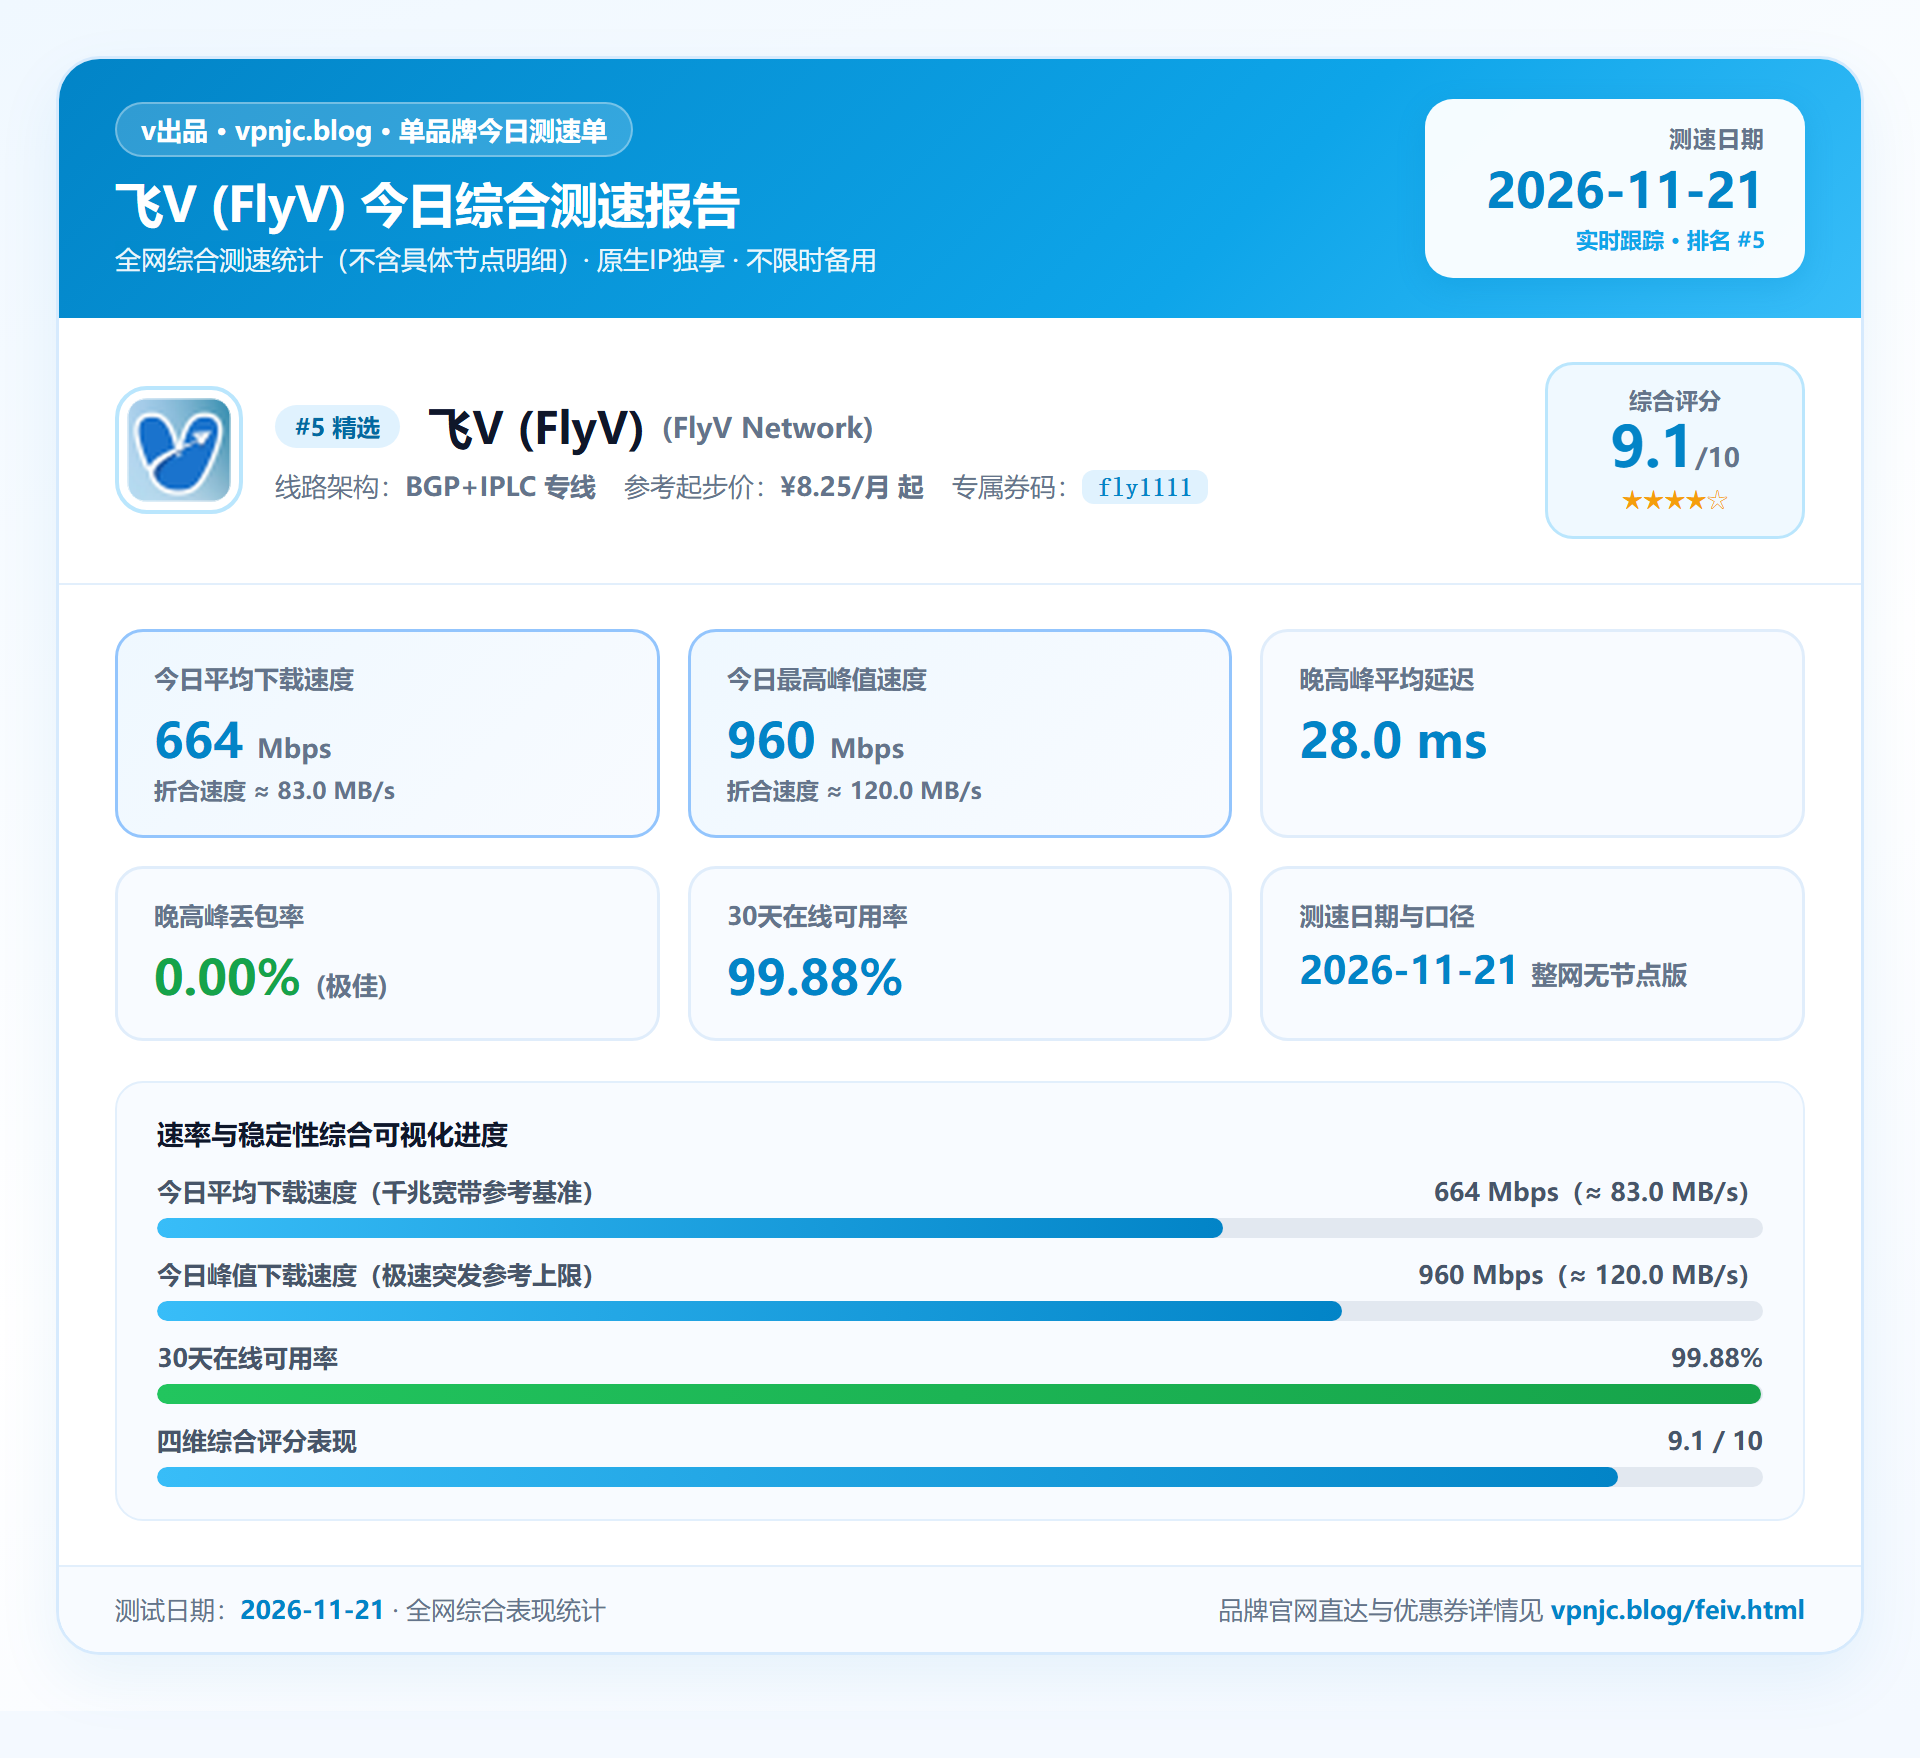 v出品 • vpnjc.blog • 单品牌今日测速单
飞V (FlyV) 今日综合测速报告
全网综合测速统计（不含具体节点明细）· 原生IP独享 · 不限时备用
测速日期
2026-11-21
实时跟踪 • 排名 #5
#5 精选
飞V (FlyV) (FlyV Network)
线路架构：BGP+IPLC 专线 参考起步价：¥8.25/月 起 专属券码：fly1111
综合评分
9.1/10
★★★★☆
今日平均下载速度
664 Mbps
折合速度 ≈ 83.0 MB/s
今日最高峰值速度
960 Mbps
折合速度 ≈ 120.0 MB/s
晚高峰平均延迟
28.0 ms
晚高峰丢包率
0.00% (极佳)
30天在线可用率
99.88%
测速日期与口径
2026-11-21 整网无节点版
速率与稳定性综合可视化进度
今日平均下载速度（千兆宽带参考基准） 664 Mbps（≈ 83.0 MB/s）
今日峰值下载速度（极速突发参考上限） 960 Mbps（≈ 120.0 MB/s）
30天在线可用率 99.88%
四维综合评分表现 9.1 / 10
测试日期：2026-11-21 · 全网综合表现统计
品牌官网直达与优惠券详情见 vpnjc.blog/feiv.html